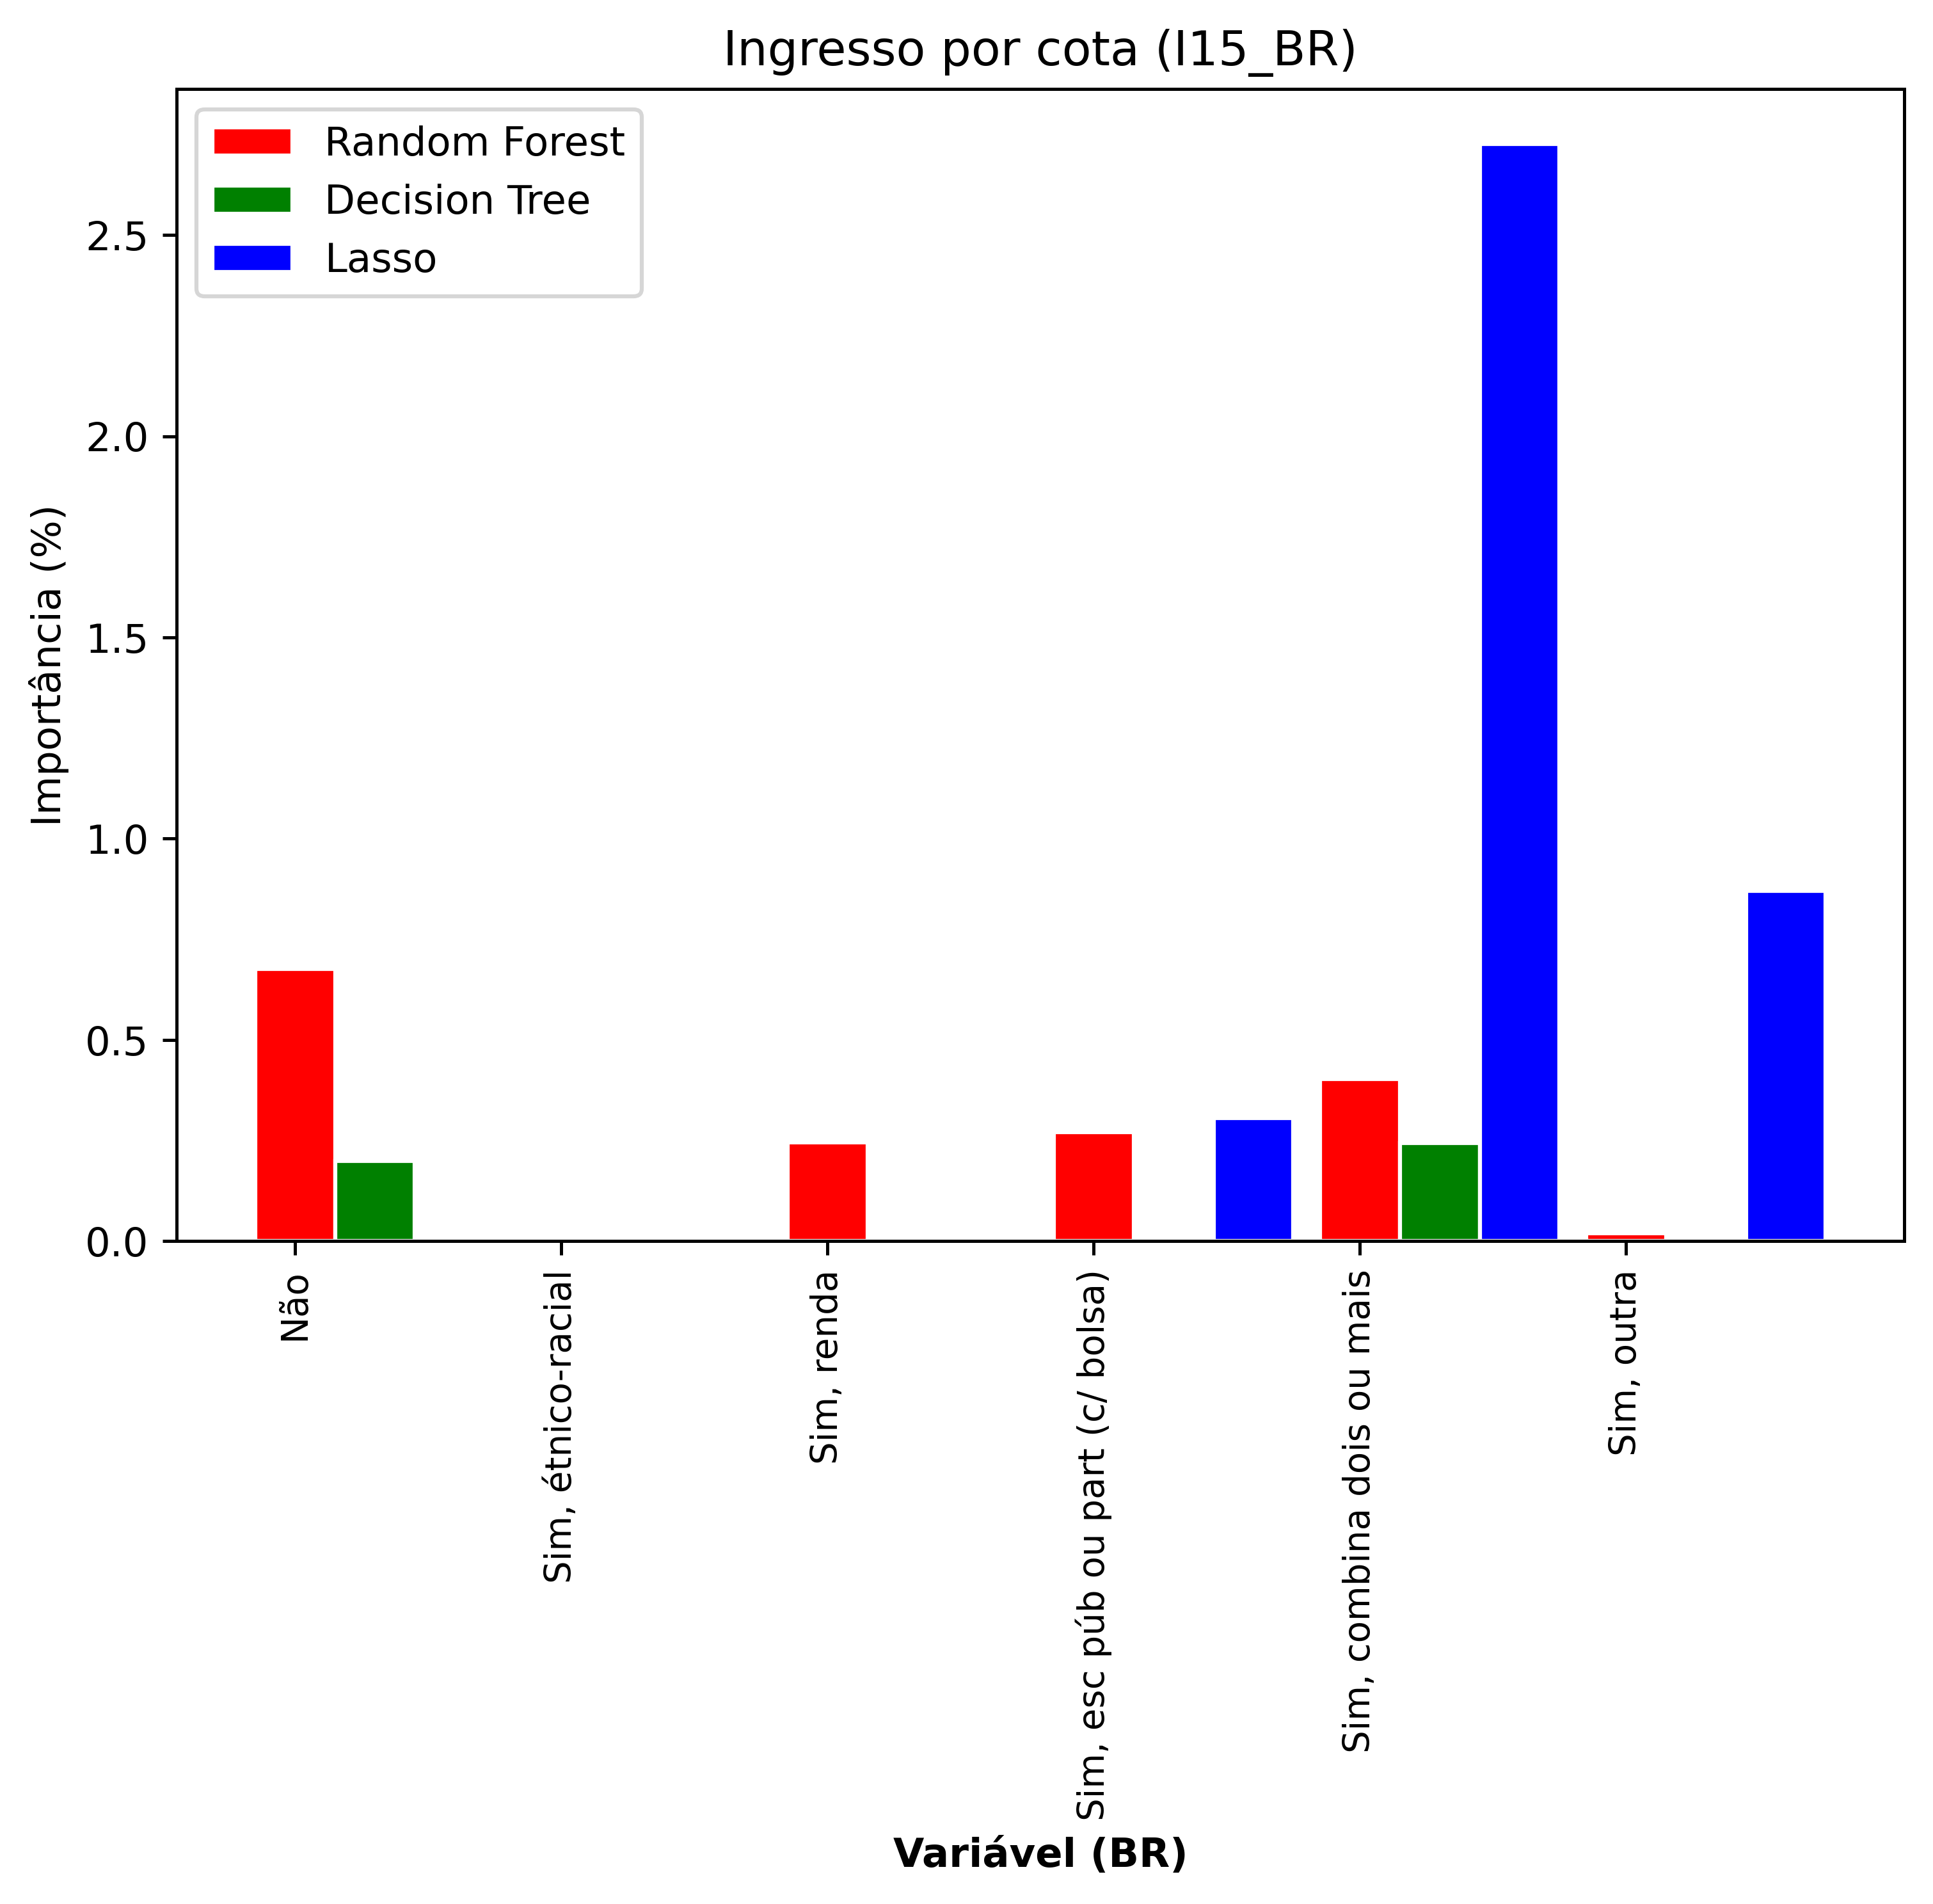 Ingresso por cota (I15_BR)
Random Forest
Decision Tree
Lasso
Importância (%)
2.5
2.0
1.5
1.0
0.5
0.0
Não
Sim, étnico-racial
Sim, renda
Sim, esc púb ou part (c/ bolsa)
Sim, combina dois ou mais
Sim, outra
Variável (BR)